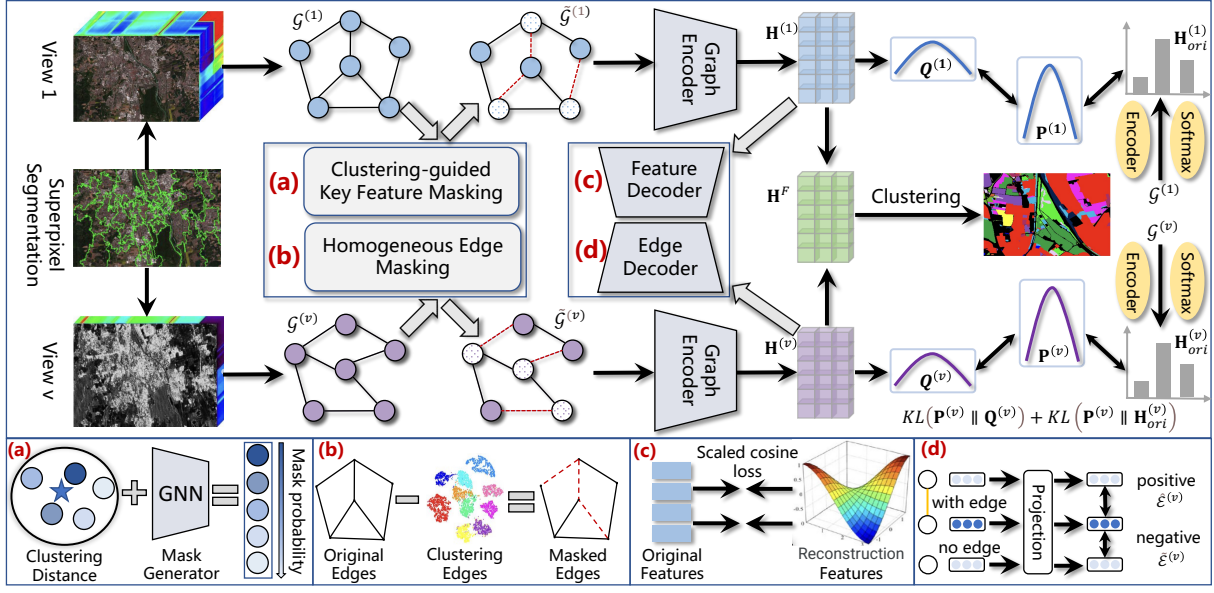 View 1
Superpixel
Segmentation
View v
𝒢^(1)
𝒢̃^(1)
Graph
Encoder
H^(1)
Q^(1)
P^(1)
H_ori^(1)
Encoder
Softmax
𝒢^(1)
(a)
Clustering-guided
Key Feature Masking
(b)
Homogeneous Edge
Masking
(c)
Feature
Decoder
(d)
Edge
Decoder
H^F
Clustering
𝒢^(v)
Encoder
Softmax
𝒢^(v)
𝒢̃^(v)
Graph
Encoder
H^(v)
Q^(v)
P^(v)
H_ori^(v)
KL(P^(v) ∥ Q^(v)) + KL(P^(v) ∥ H_ori^(v))
(a)
GNN
Clustering
Distance
Mask
Generator
Mask probability
(b)
Original
Edges
Clustering
Edges
Masked
Edges
(c)
Scaled cosine
loss
Original
Features
Reconstruction
Features
(d)
with edge
no edge
Projection
positive
ℰ̂^(v)
negative
ℰ̄^(v)